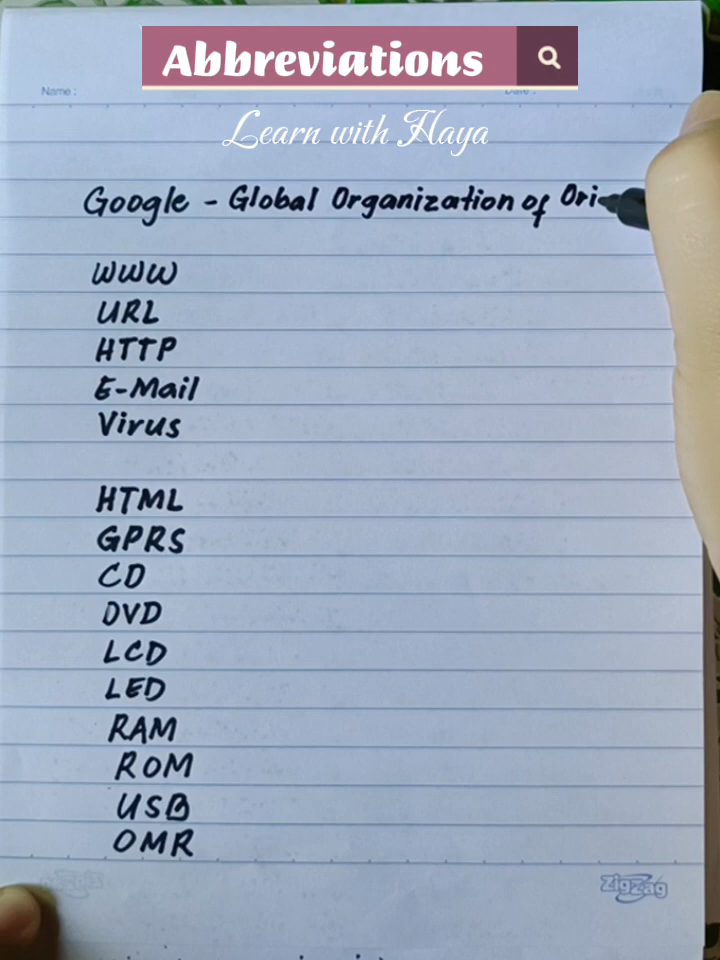 Abbreviations
Name :
Date :
Learn with Haya
Google - Global Organization of Ori
WWW
URL
HTTP
E-Mail
Virus
HTML
GPRS
CD
DVD
LCD
LED
RAM
ROM
USB
OMR
ZigZag